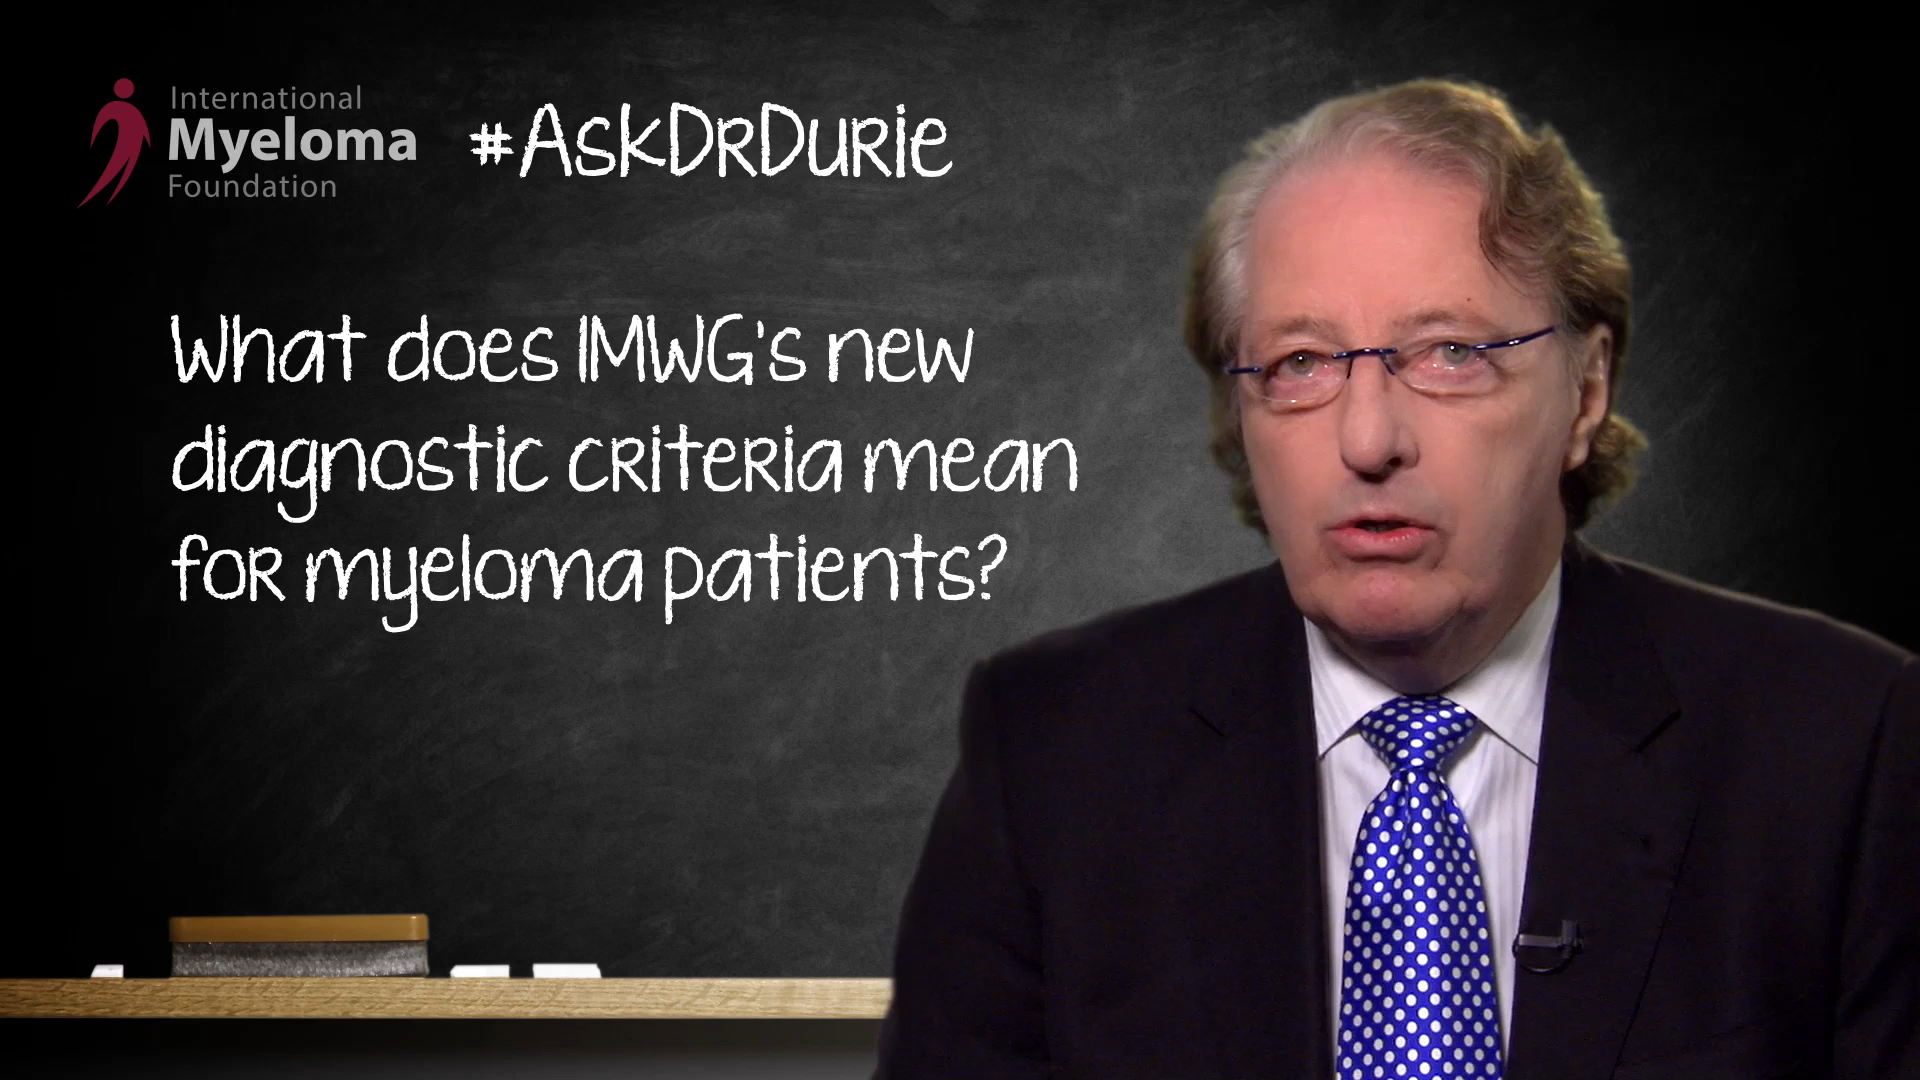 International
Myeloma
Foundation
#AskDrDurie
What does IMWG's new
diagnostic criteria mean
for myeloma patients?